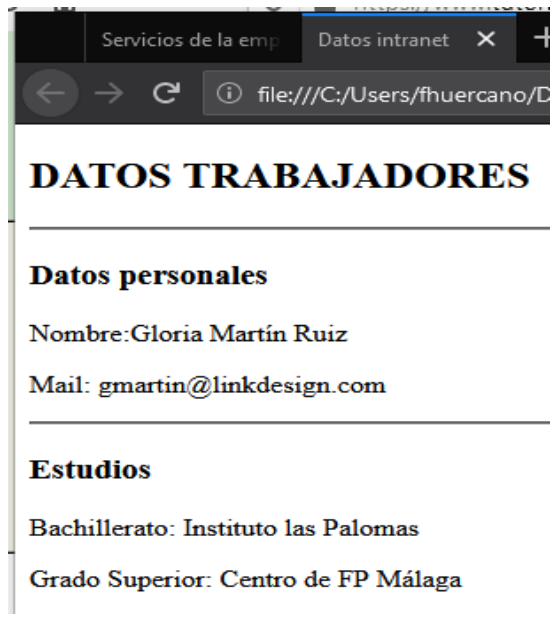 Servicios de la emp
Datos intranet
file:///C:/Users/fhuercano/D
DATOS TRABAJADORES
Datos personales
Nombre:Gloria Martín Ruiz
Mail: gmartin@linkdesign.com
Estudios
Bachillerato: Instituto las Palomas
Grado Superior: Centro de FP Málaga